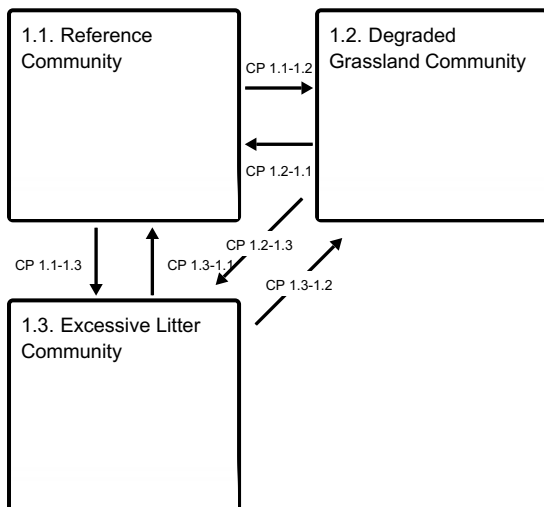 1.1. Reference
Community
1.2. Degraded
Grassland Community
CP 1.1-1.2
CP 1.2-1.1
CP 1.2-1.3
CP 1.1-1.3
CP 1.3-1.1
CP 1.3-1.2
1.3. Excessive Litter
Community